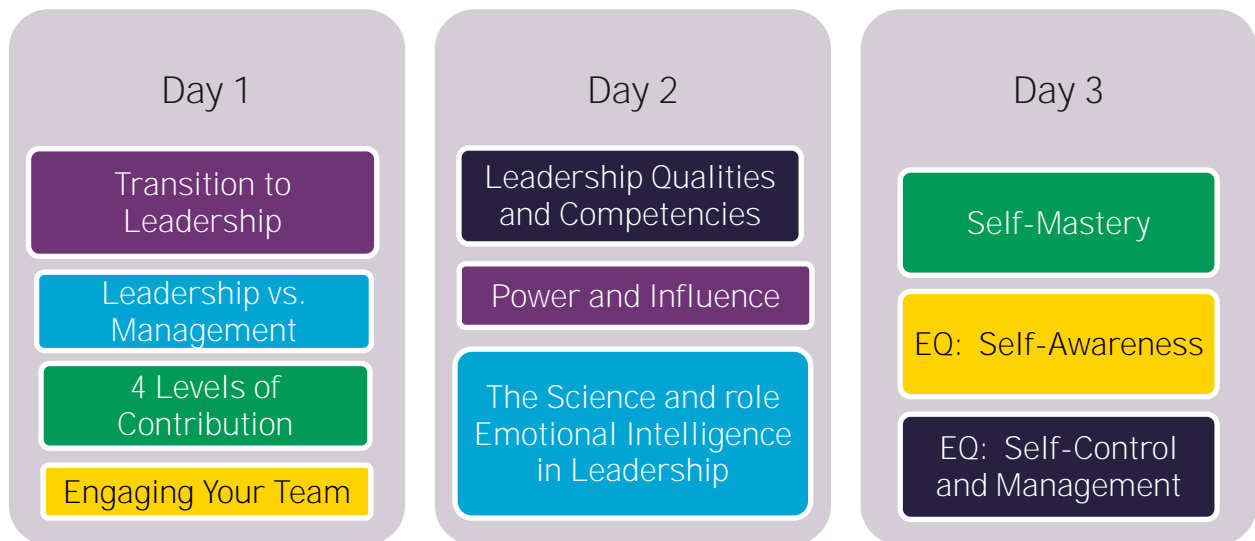 Day 1
Transition to
Leadership
Leadership vs.
Management
4 Levels of
Contribution
Engaging Your Team
Day 2
Leadership Qualities
and Competencies
Power and Influence
The Science and role
Emotional Intelligence
in Leadership
Day 3
Self-Mastery
EQ:  Self-Awareness
EQ:  Self-Control
and Management